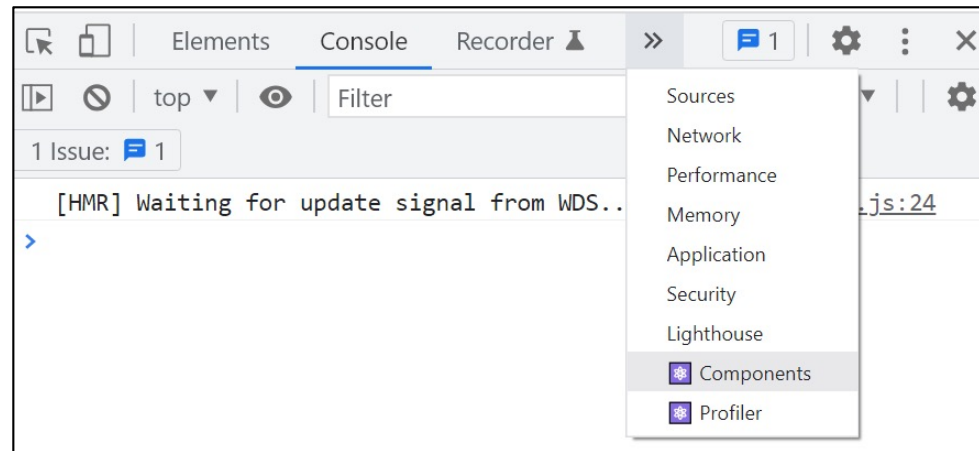 Elements Console Recorder 1
top Filter
1 Issue: 1
[HMR] Waiting for update signal from WDS.. .js:24
>
Sources
Network
Performance
Memory
Application
Security
Lighthouse
Components
Profiler